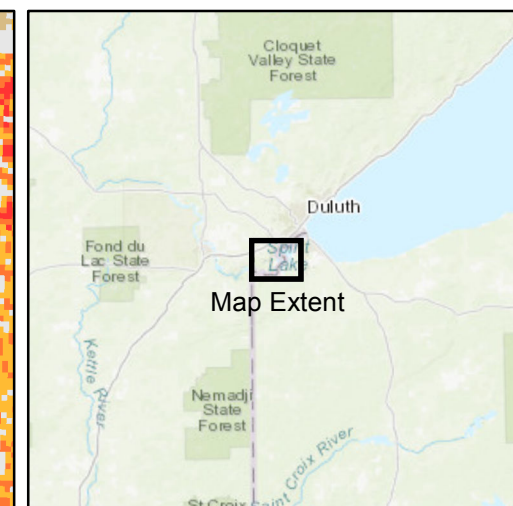 Cloquet
Valley State
Forest
Duluth
Fond du
Lac State
Forest
Spirit
Lake
Map Extent
Kettle River
Nemadji
State
Forest
Saint Croix River
St Croix